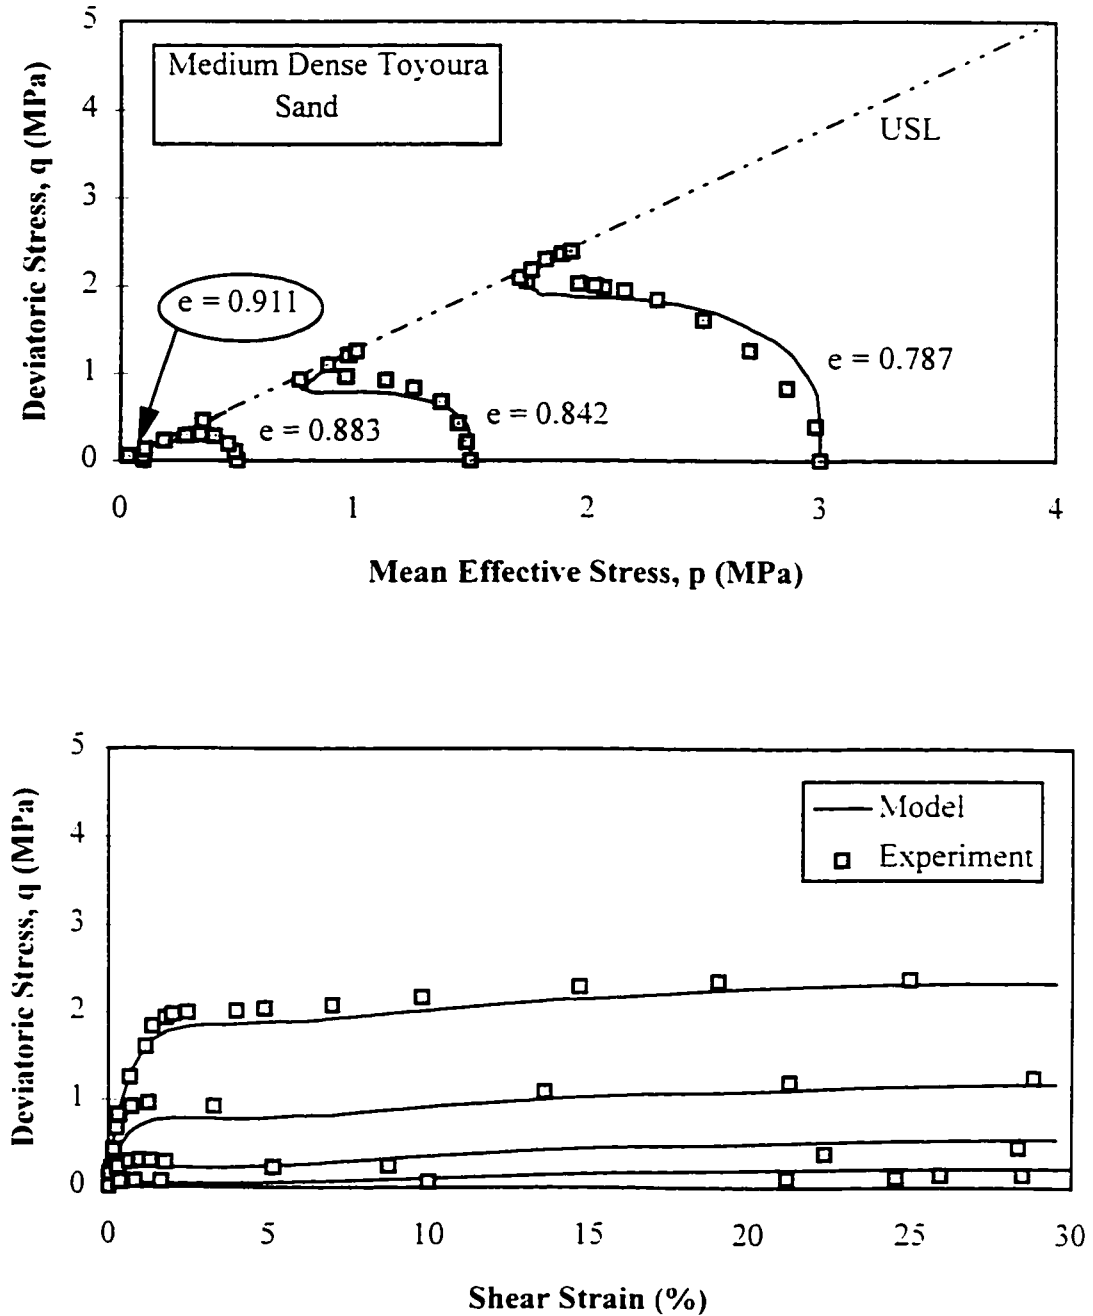 5
4
3
2
1
0
Deviatoric Stress, q (MPa)
Medium Dense Toyoura
Sand
USL
e = 0.911
e = 0.883
e = 0.842
e = 0.787
0 1 2 3 4
Mean Effective Stress, p (MPa)
5
4
3
2
1
0
Deviatoric Stress, q (MPa)
Model
Experiment
0 5 10 15 20 25 30
Shear Strain (%)